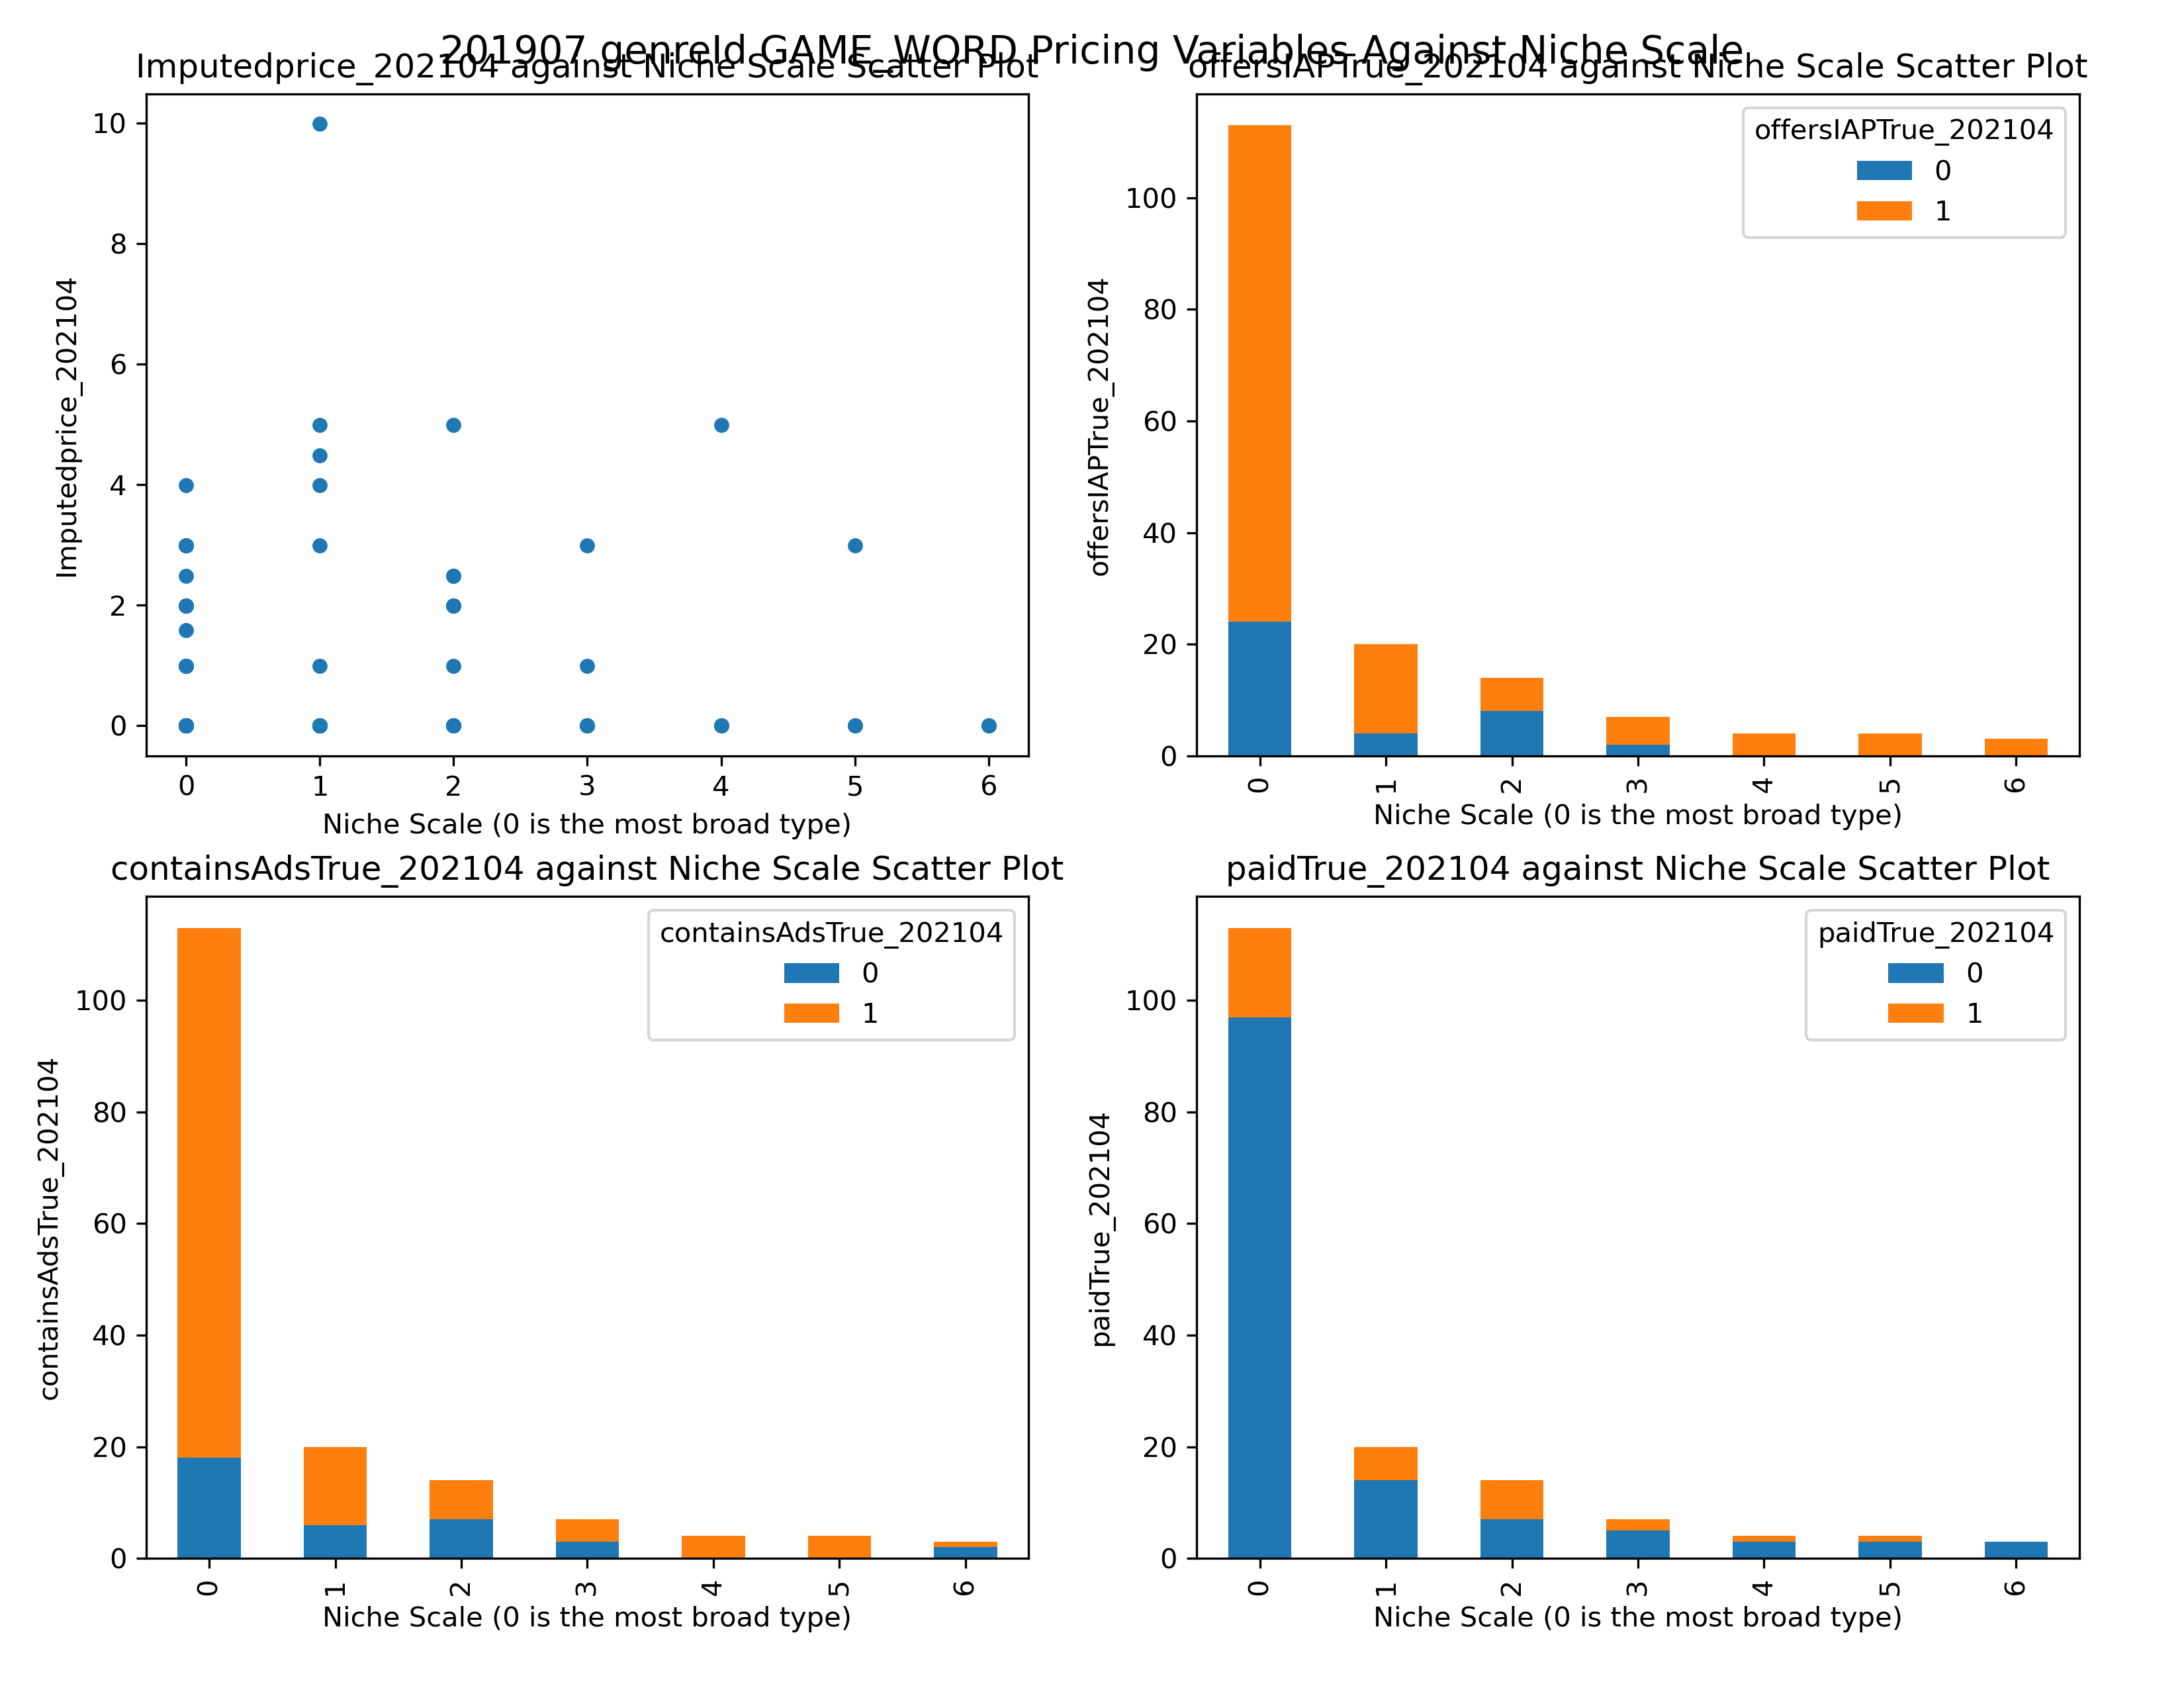 201907 genreId GAME_WORD Pricing Variables Against Niche Scale
Imputedprice_202104 against Niche Scale Scatter Plot
Imputedprice_202104
10
8
6
4
2
0
0 1 2 3 4 5 6
Niche Scale (0 is the most broad type)
offersIAPTrue_202104 against Niche Scale Scatter Plot
offersIAPTrue_202104
offersIAPTrue_202104
0
1
100
80
60
40
20
0
0 1 2 3 4 5 6
Niche Scale (0 is the most broad type)
containsAdsTrue_202104 against Niche Scale Scatter Plot
containsAdsTrue_202104
containsAdsTrue_202104
0
1
100
80
60
40
20
0
0 1 2 3 4 5 6
Niche Scale (0 is the most broad type)
paidTrue_202104 against Niche Scale Scatter Plot
paidTrue_202104
paidTrue_202104
0
1
100
80
60
40
20
0
0 1 2 3 4 5 6
Niche Scale (0 is the most broad type)